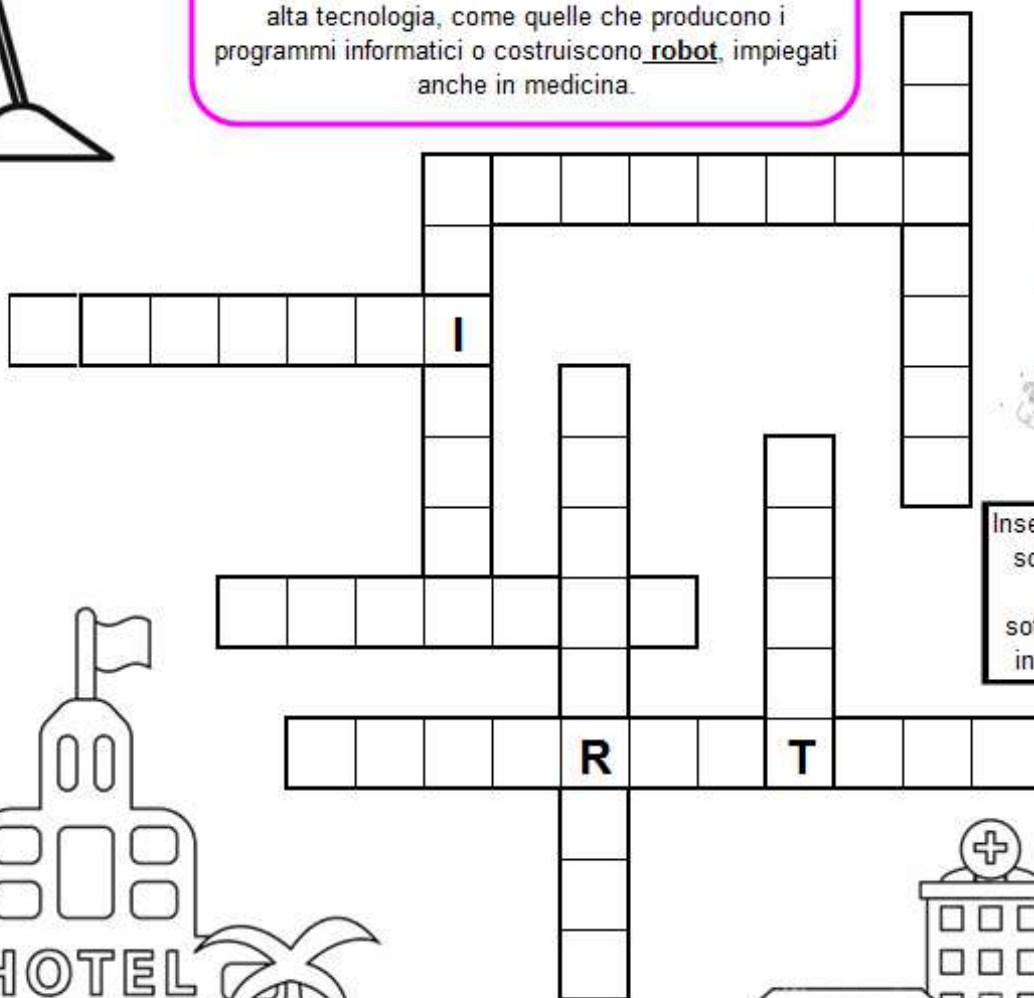 alta tecnologia, come quelle che producono i
programmi informatici o costruiscono robot, impiegati
anche in medicina.
I
R
T
HOTEL